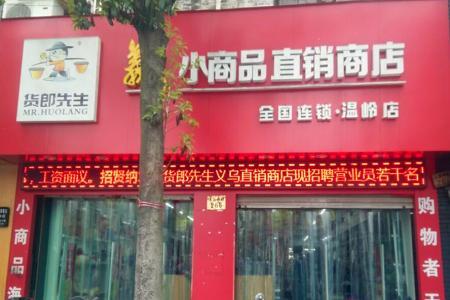 货郎先生
MR.HUOLANG
小商品直销商店
全国连锁·温岭店
工资面议。招贤纳 货郎先生义乌直销商店现招聘营业员若干名
小商品海
购物者天